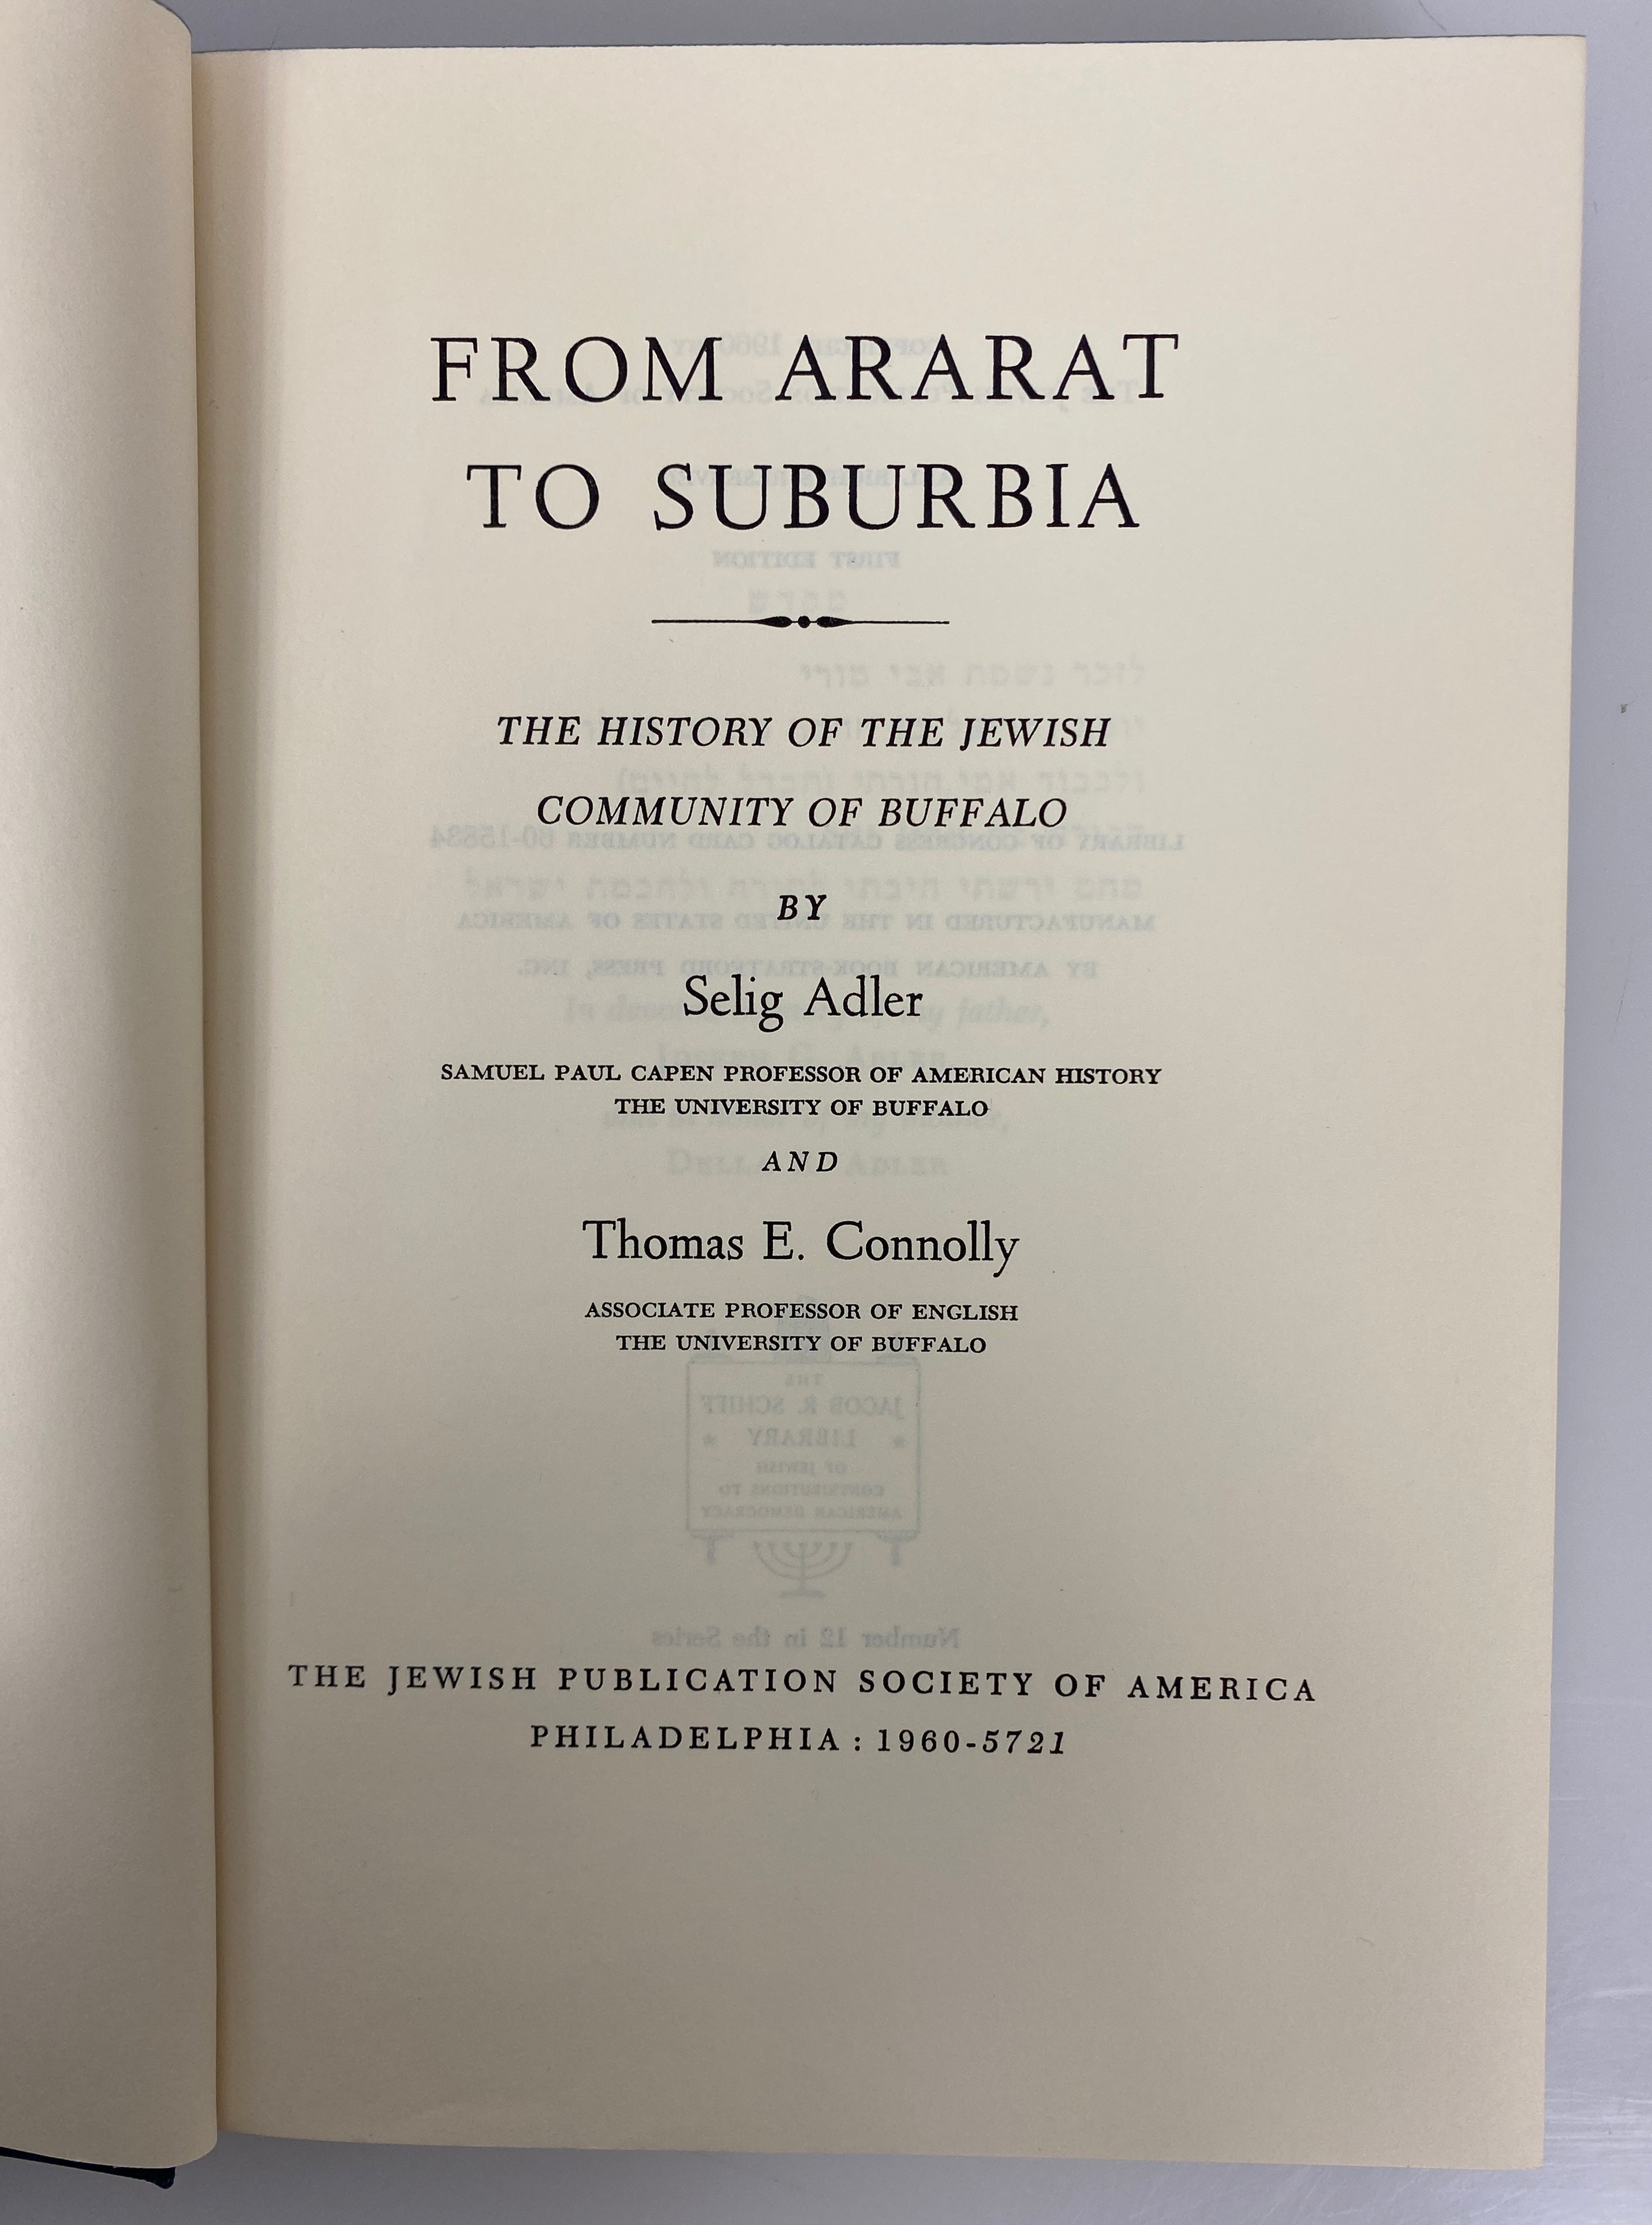 FROM ARARAT
TO SUBURBIA
THE HISTORY OF THE JEWISH
COMMUNITY OF BUFFALO
BY
Selig Adler
SAMUEL PAUL CAPEN PROFESSOR OF AMERICAN HISTORY
THE UNIVERSITY OF BUFFALO
AND
Thomas E. Connolly
ASSOCIATE PROFESSOR OF ENGLISH
THE UNIVERSITY OF BUFFALO
THE JEWISH PUBLICATION SOCIETY OF AMERICA
PHILADELPHIA : 1960-5721